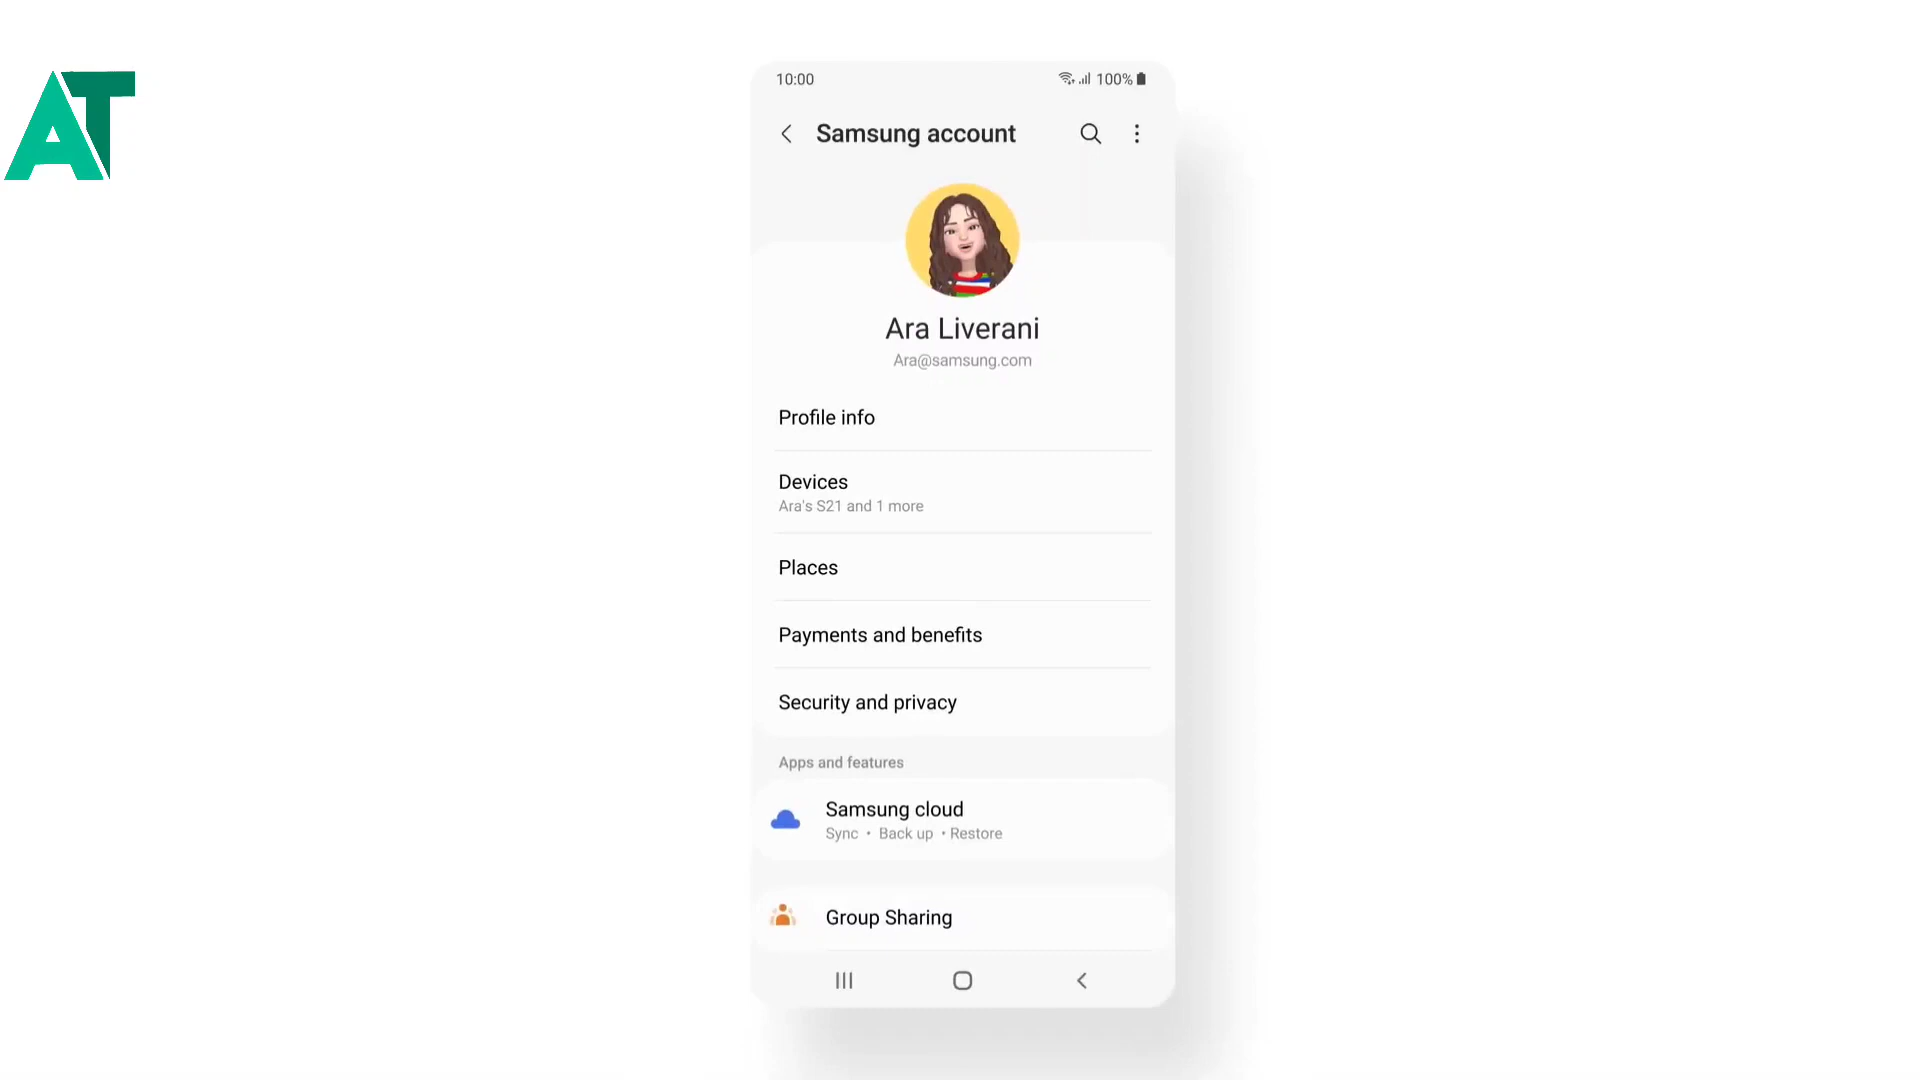 AT
10:00
100%
Samsung account
Ara Liverani
Ara@samsung.com
Profile info
Devices
Ara's S21 and 1 more
Places
Payments and benefits
Security and privacy
Apps and features
Samsung cloud
Sync • Back up • Restore
Group Sharing